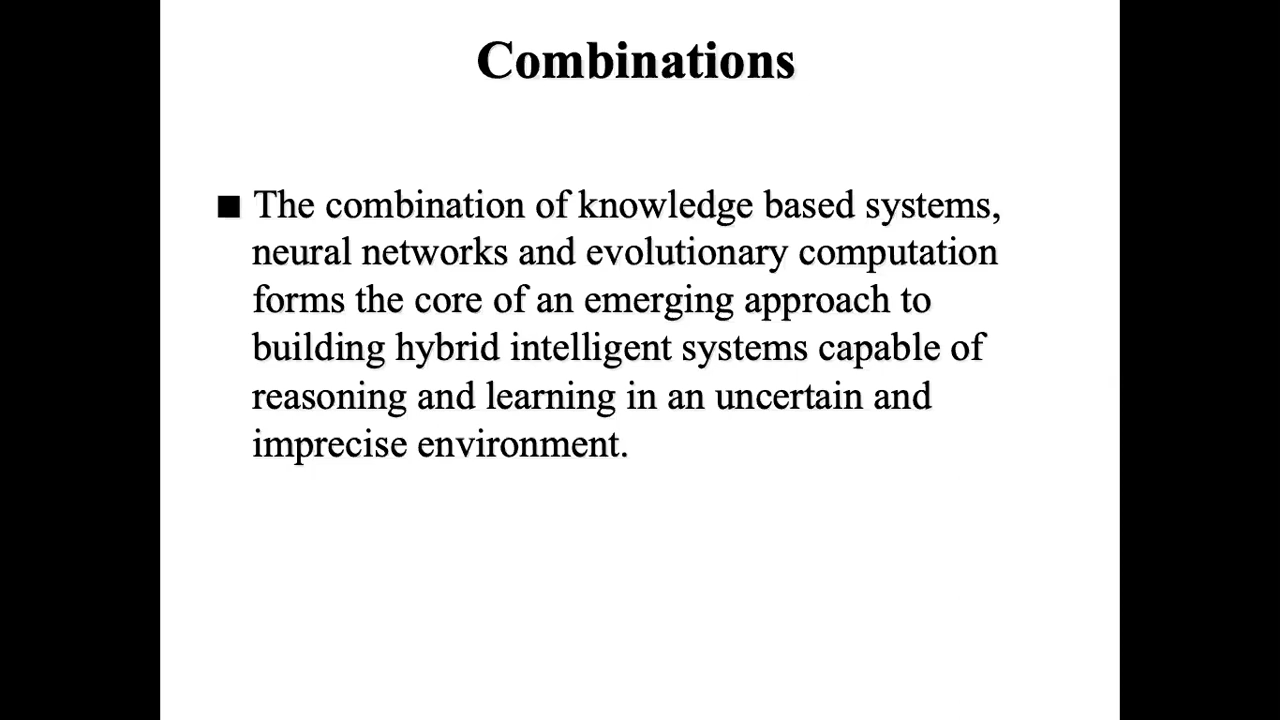 Combinations
■ The combination of knowledge based systems,
neural networks and evolutionary computation
forms the core of an emerging approach to
building hybrid intelligent systems capable of
reasoning and learning in an uncertain and
imprecise environment.